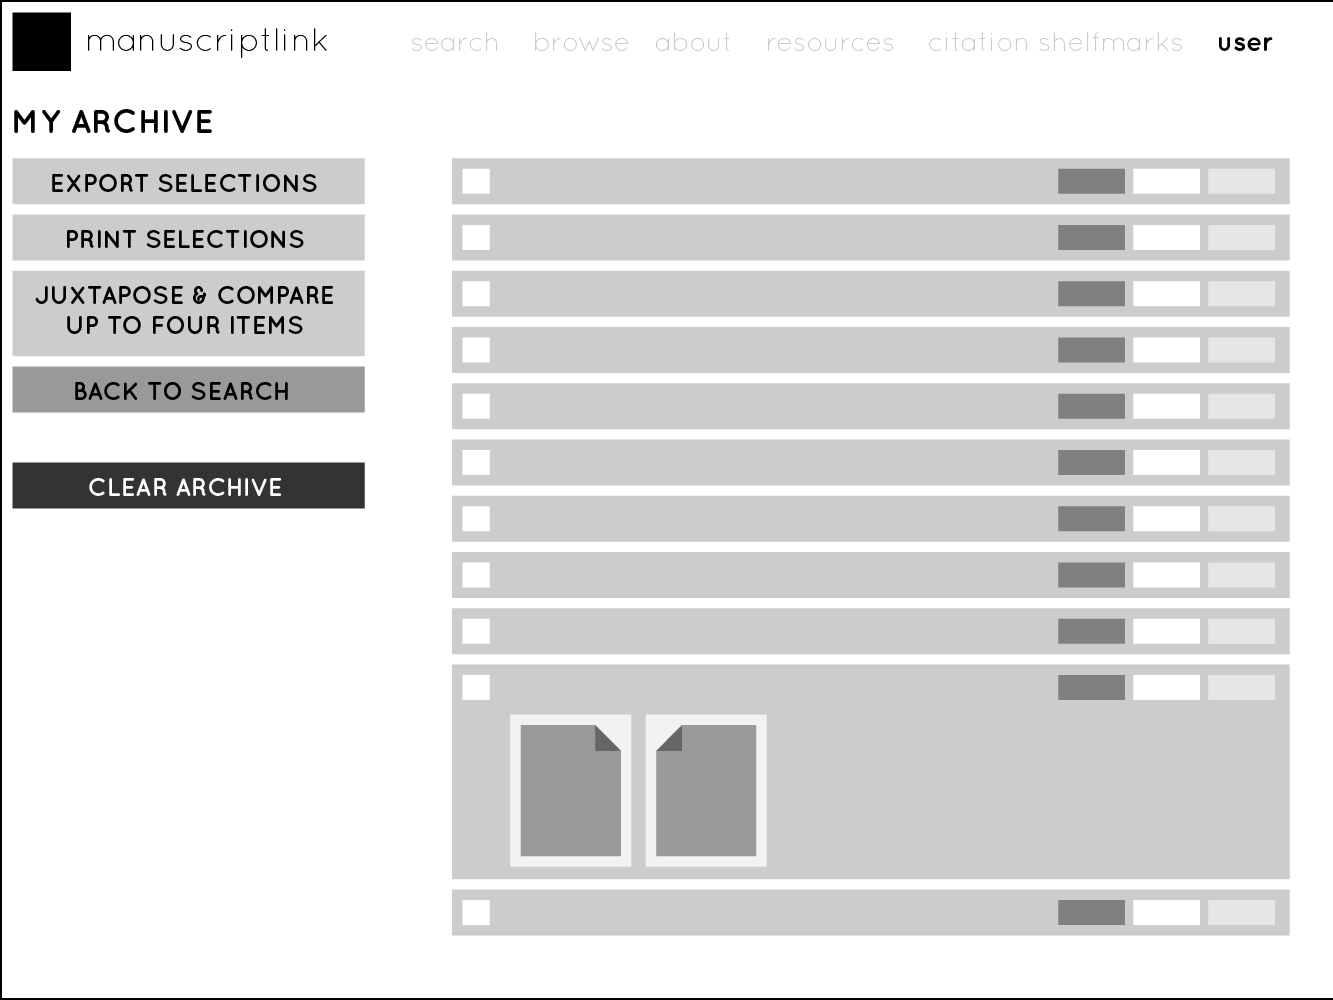 manuscriptlink search browse about resources citation shelfmarks user
MY ARCHIVE
EXPORT SELECTIONS
PRINT SELECTIONS
JUXTAPOSE & COMPARE
UP TO FOUR ITEMS
BACK TO SEARCH
CLEAR ARCHIVE